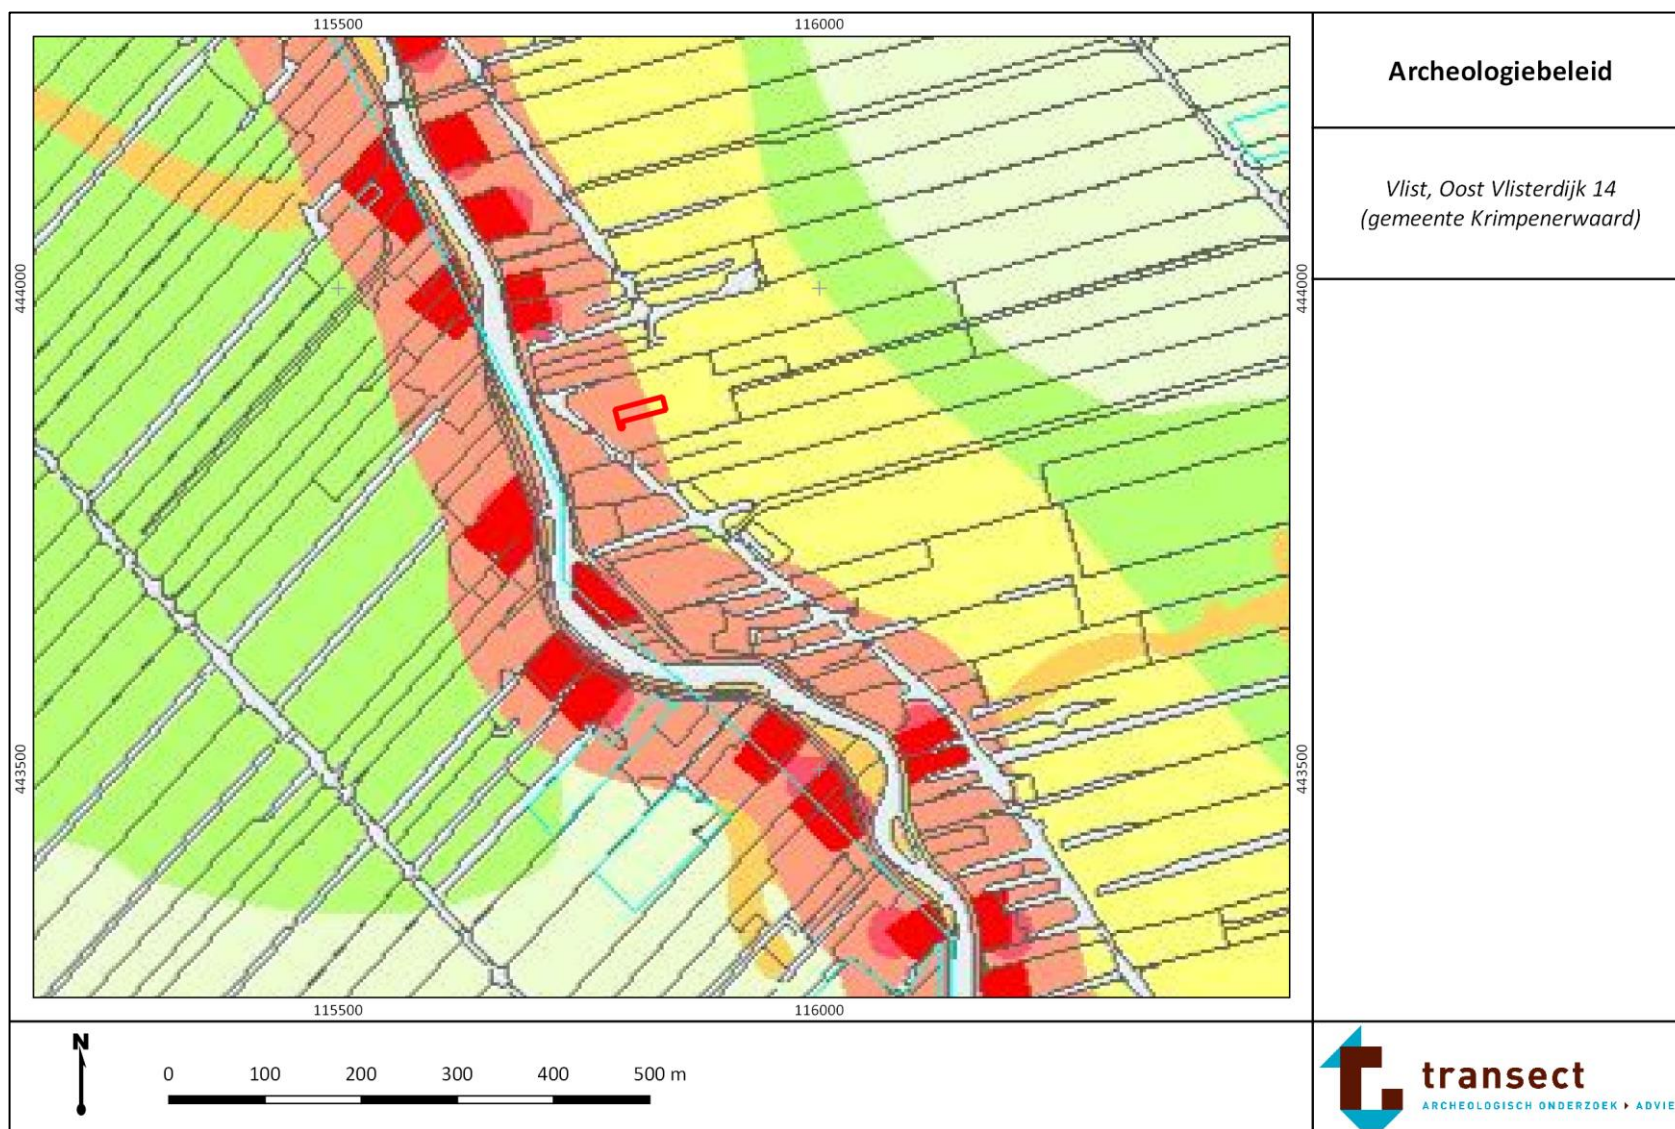 115500 116000
Archeologiebeleid
Vlist, Oost Vlisterdijk 14
(gemeente Krimpenerwaard)
444000 444000
443500 443500
115500 116000
N
0 100 200 300 400 500 m
transect
ARCHEOLOGISCH ONDERZOEK ADVIE